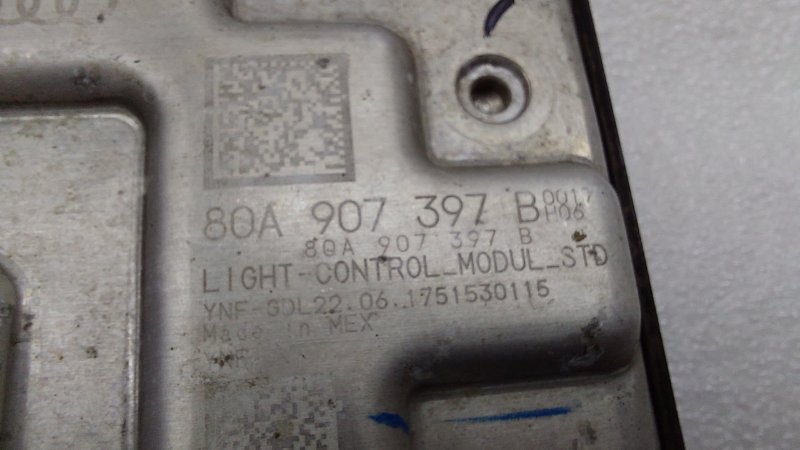 80A 907 397 B 0017 H06
80A 907 397 B
LIGHT-CONTROL_MODUL_STD
YNF-GDL22.06.1751530115
Made in MEX